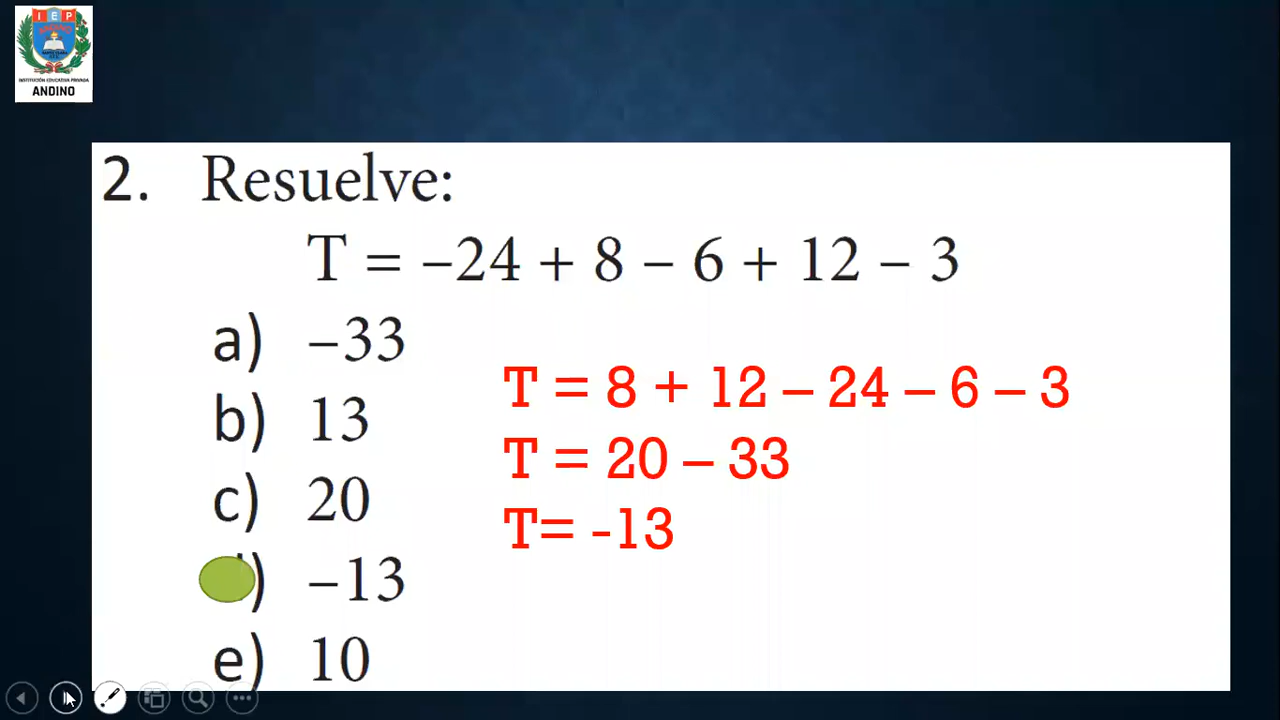 IEP
ANDINO
INSTITUCIÓN EDUCATIVA PRIVADA
ANDINO
2. Resuelve:
T = –24 + 8 – 6 + 12 – 3
a) –33
b) 13
c) 20
) –13
e) 10
T = 8 + 12 – 24 – 6 – 3
T = 20 – 33
T= -13